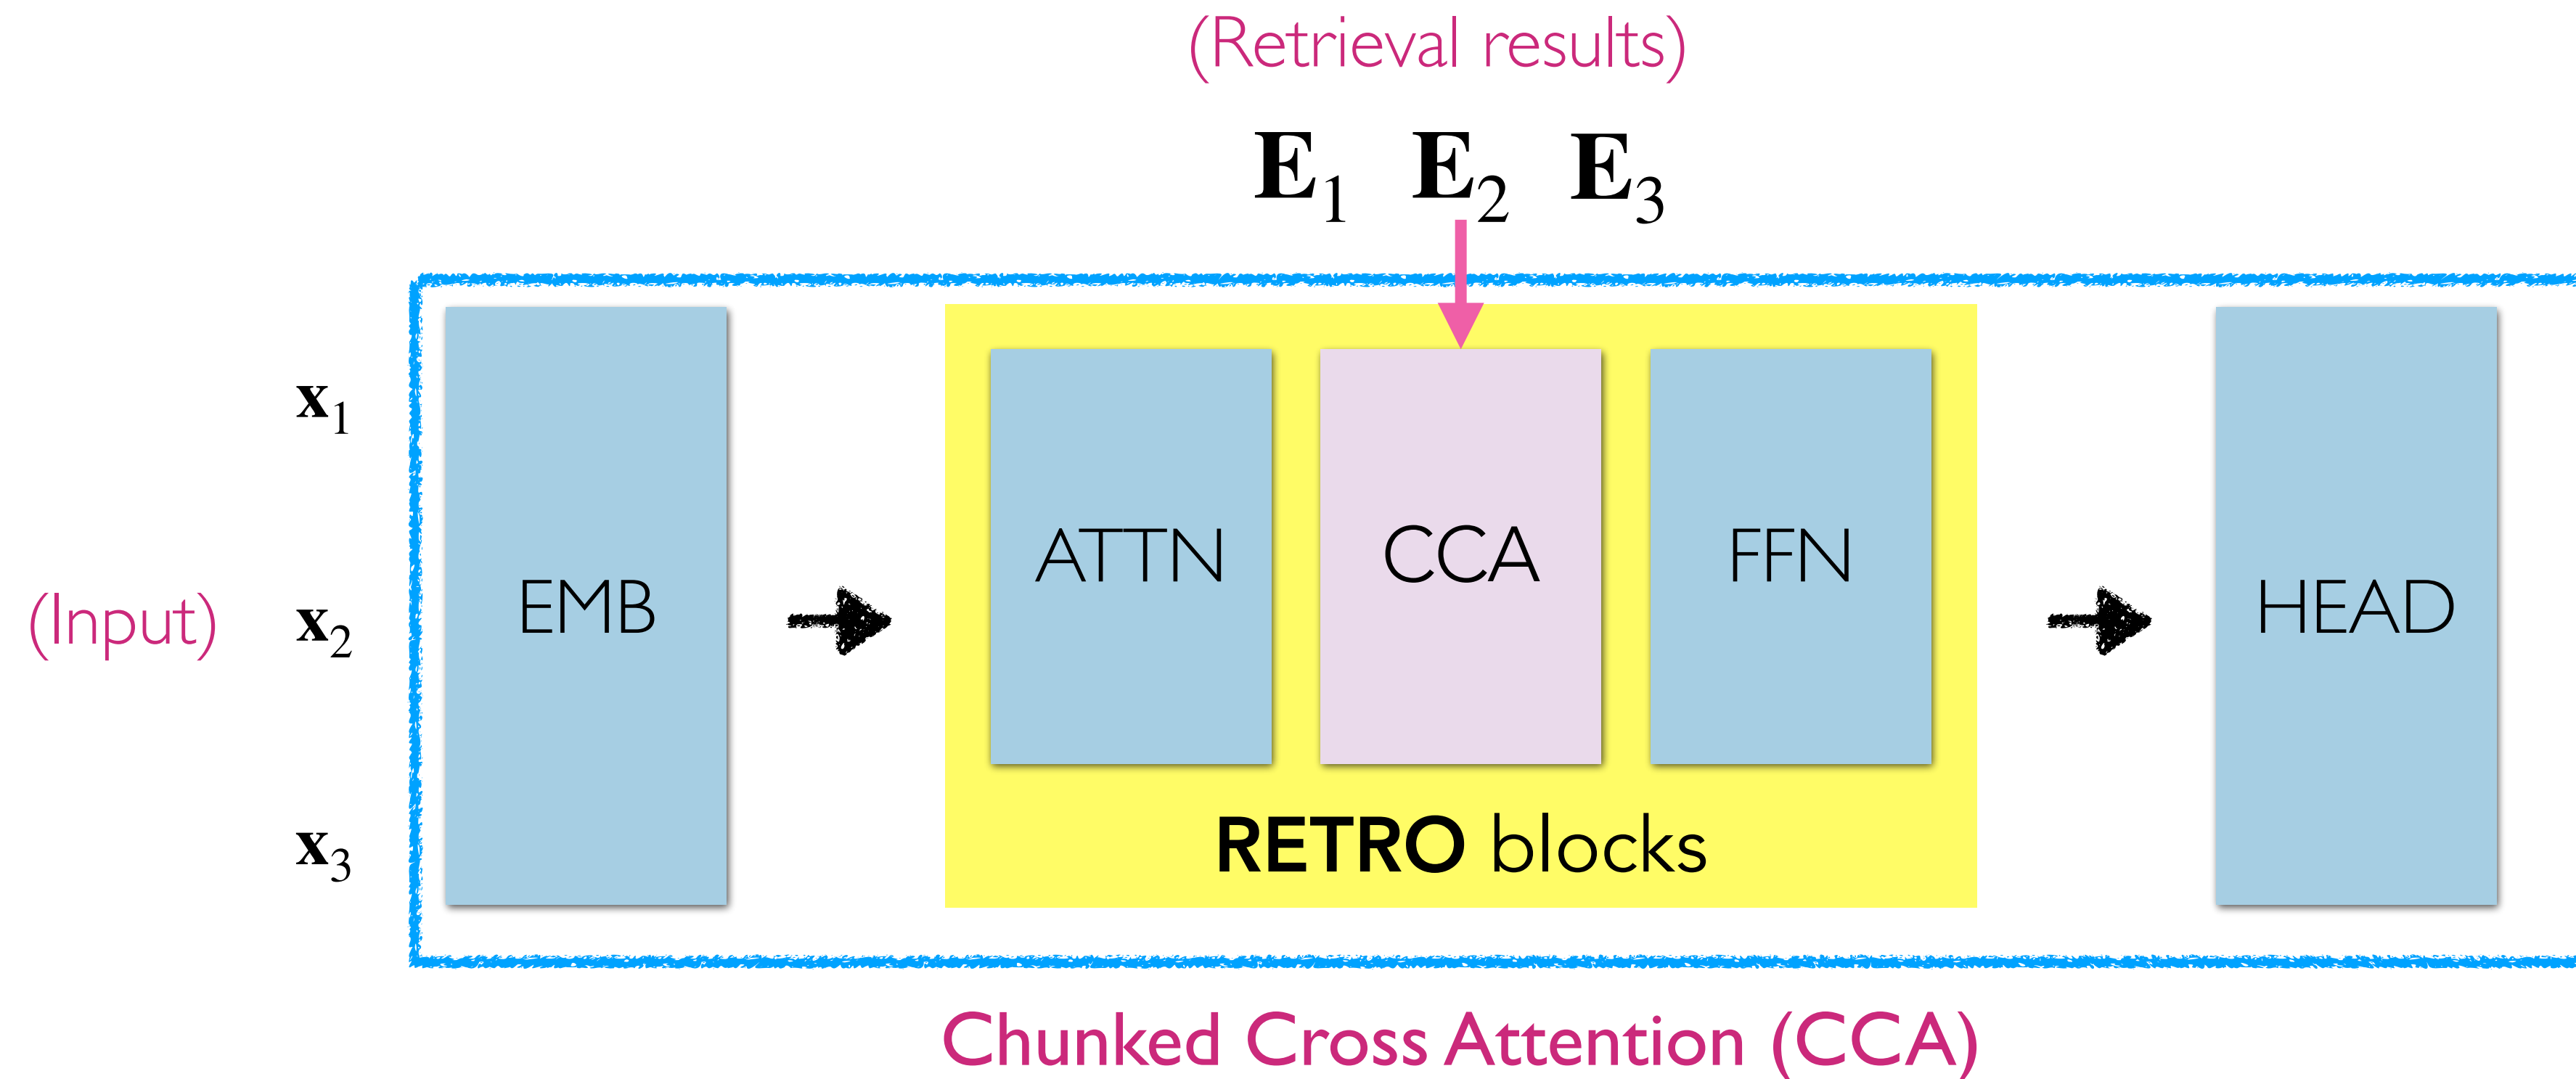 (Retrieval results)
E1 E2 E3
x1
ATTN CCA FFN
(Input) x2 EMB HEAD
x3
RETRO blocks
Chunked Cross Attention (CCA)